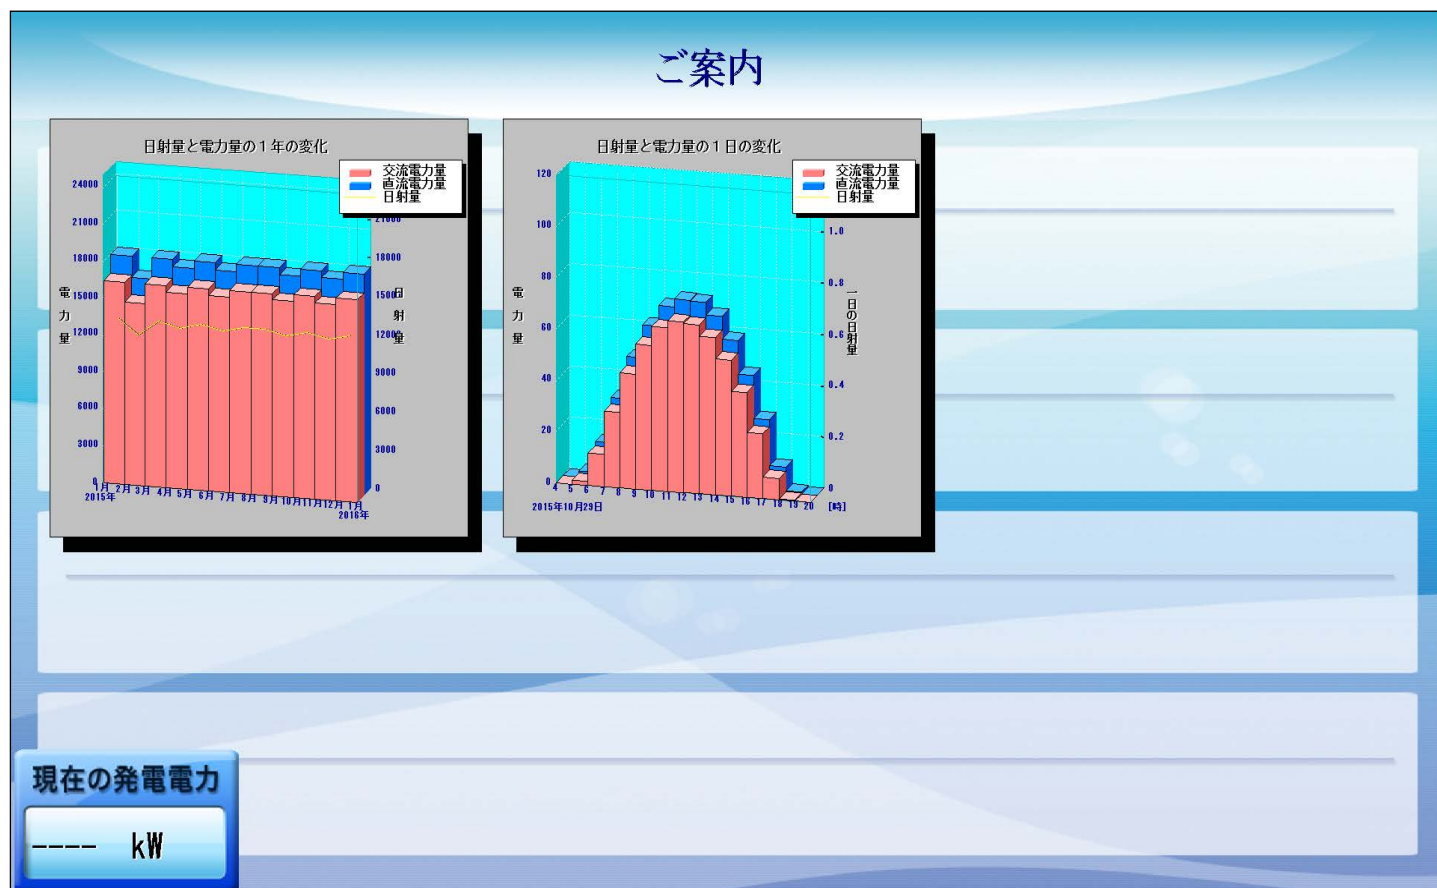 ご案内
日射量と電力量の１年の変化
交流電力量
直流電力量
日射量
24000
21000
18000
15000
12000
9000
6000
3000
0
電力量
21000
18000
15000
12000
9000
6000
3000
0
日射量
1月 2月 3月 4月 5月 6月 7月 8月 9月 10月 11月 12月 1月
2015年
2016年
日射量と電力量の１日の変化
交流電力量
直流電力量
日射量
120
100
80
60
40
20
0
電力量
1.0
0.8
0.6
0.4
0.2
0
一日の日射量
4 5 6 7 8 9 10 11 12 13 14 15 16 17 18 19 20 [時]
2015年10月29日
現在の発電電力
---- kW